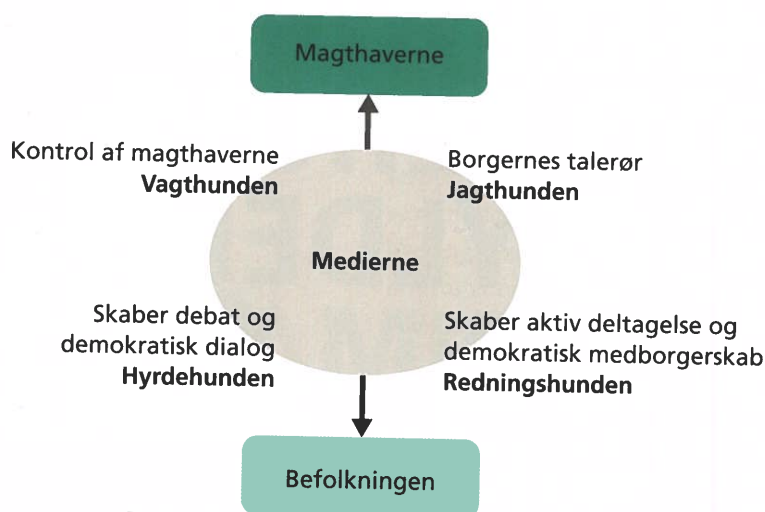 Magthaverne
Kontrol af magthaverne
Vagthunden
Borgernes talerør
Jagthunden
Medierne
Skaber debat og
demokratisk dialog
Hyrdehunden
Skaber aktiv deltagelse og
demokratisk medborgerskab
Redningshunden
Befolkningen